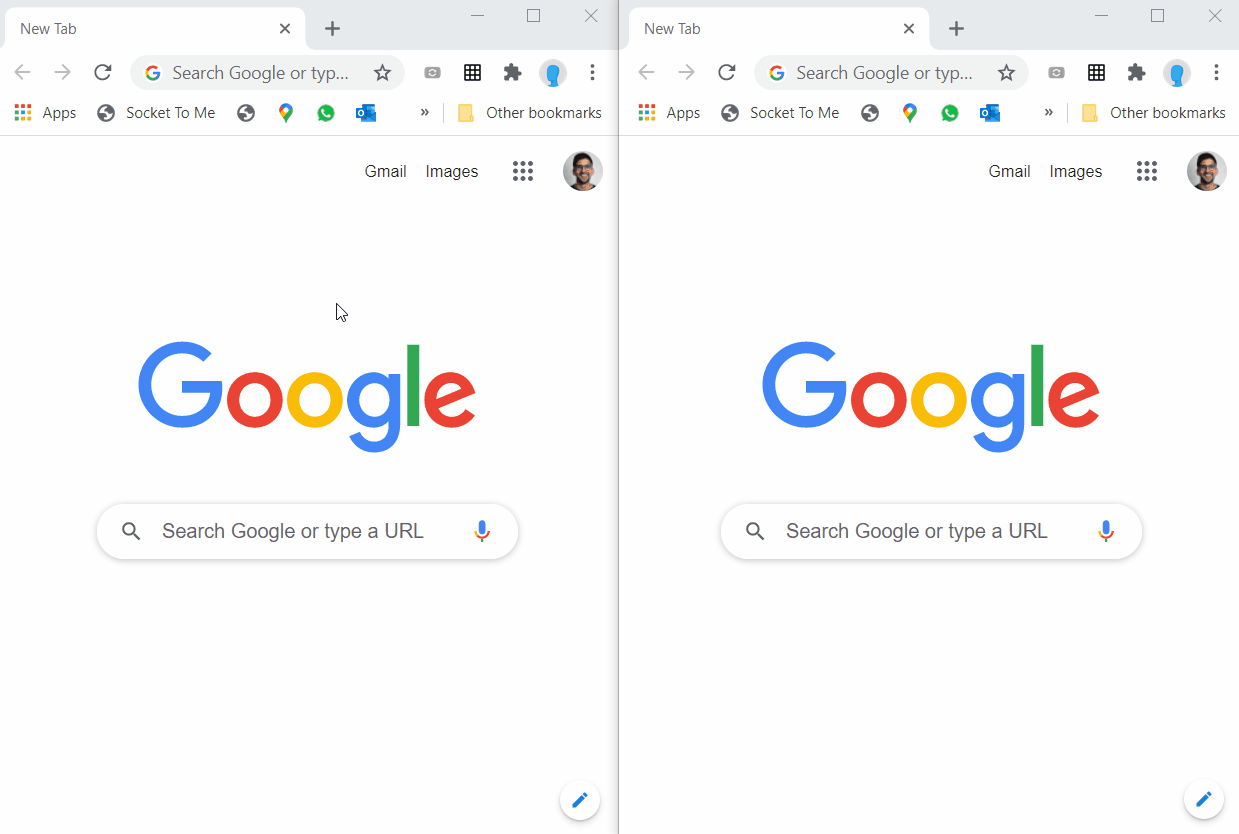 New Tab
Search Google or typ...
Apps Socket To Me » Other bookmarks
Gmail Images
Google
Search Google or type a URL
New Tab
Search Google or typ...
Apps Socket To Me » Other bookmarks
Gmail Images
Google
Search Google or type a URL